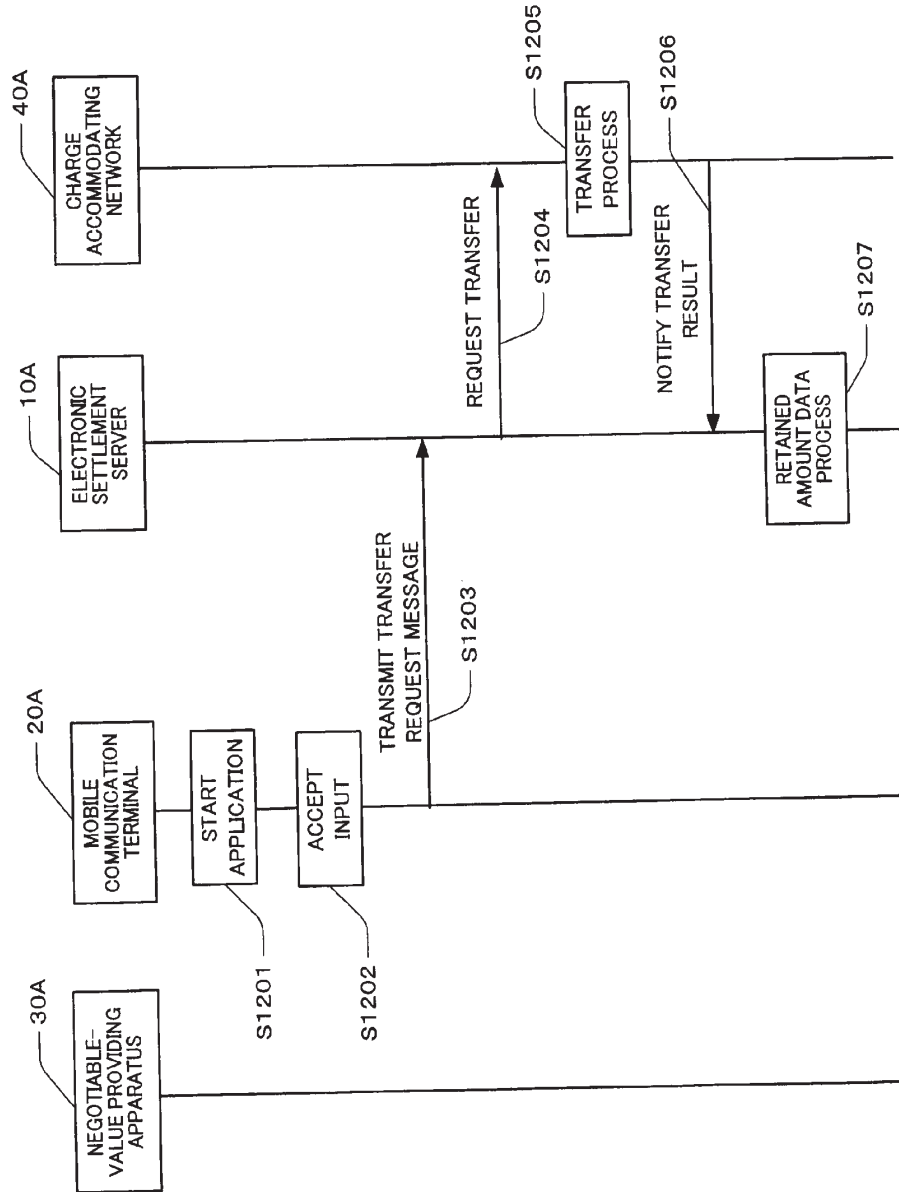 30A
NEGOTIABLE-
VALUE PROVIDING
APPARATUS
20A
MOBILE
COMMUNICATION
TERMINAL
10A
ELECTRONIC
SETTLEMENT
SERVER
40A
CHARGE
ACCOMMODATING
NETWORK
START
APPLICATION
S1201
ACCEPT
INPUT
S1202
TRANSMIT TRANSFER
REQUEST MESSAGE
S1203
REQUEST TRANSFER
S1204
TRANSFER
PROCESS
S1205
NOTIFY TRANSFER
RESULT
S1206
RETAINED
AMOUNT DATA
PROCESS
S1207